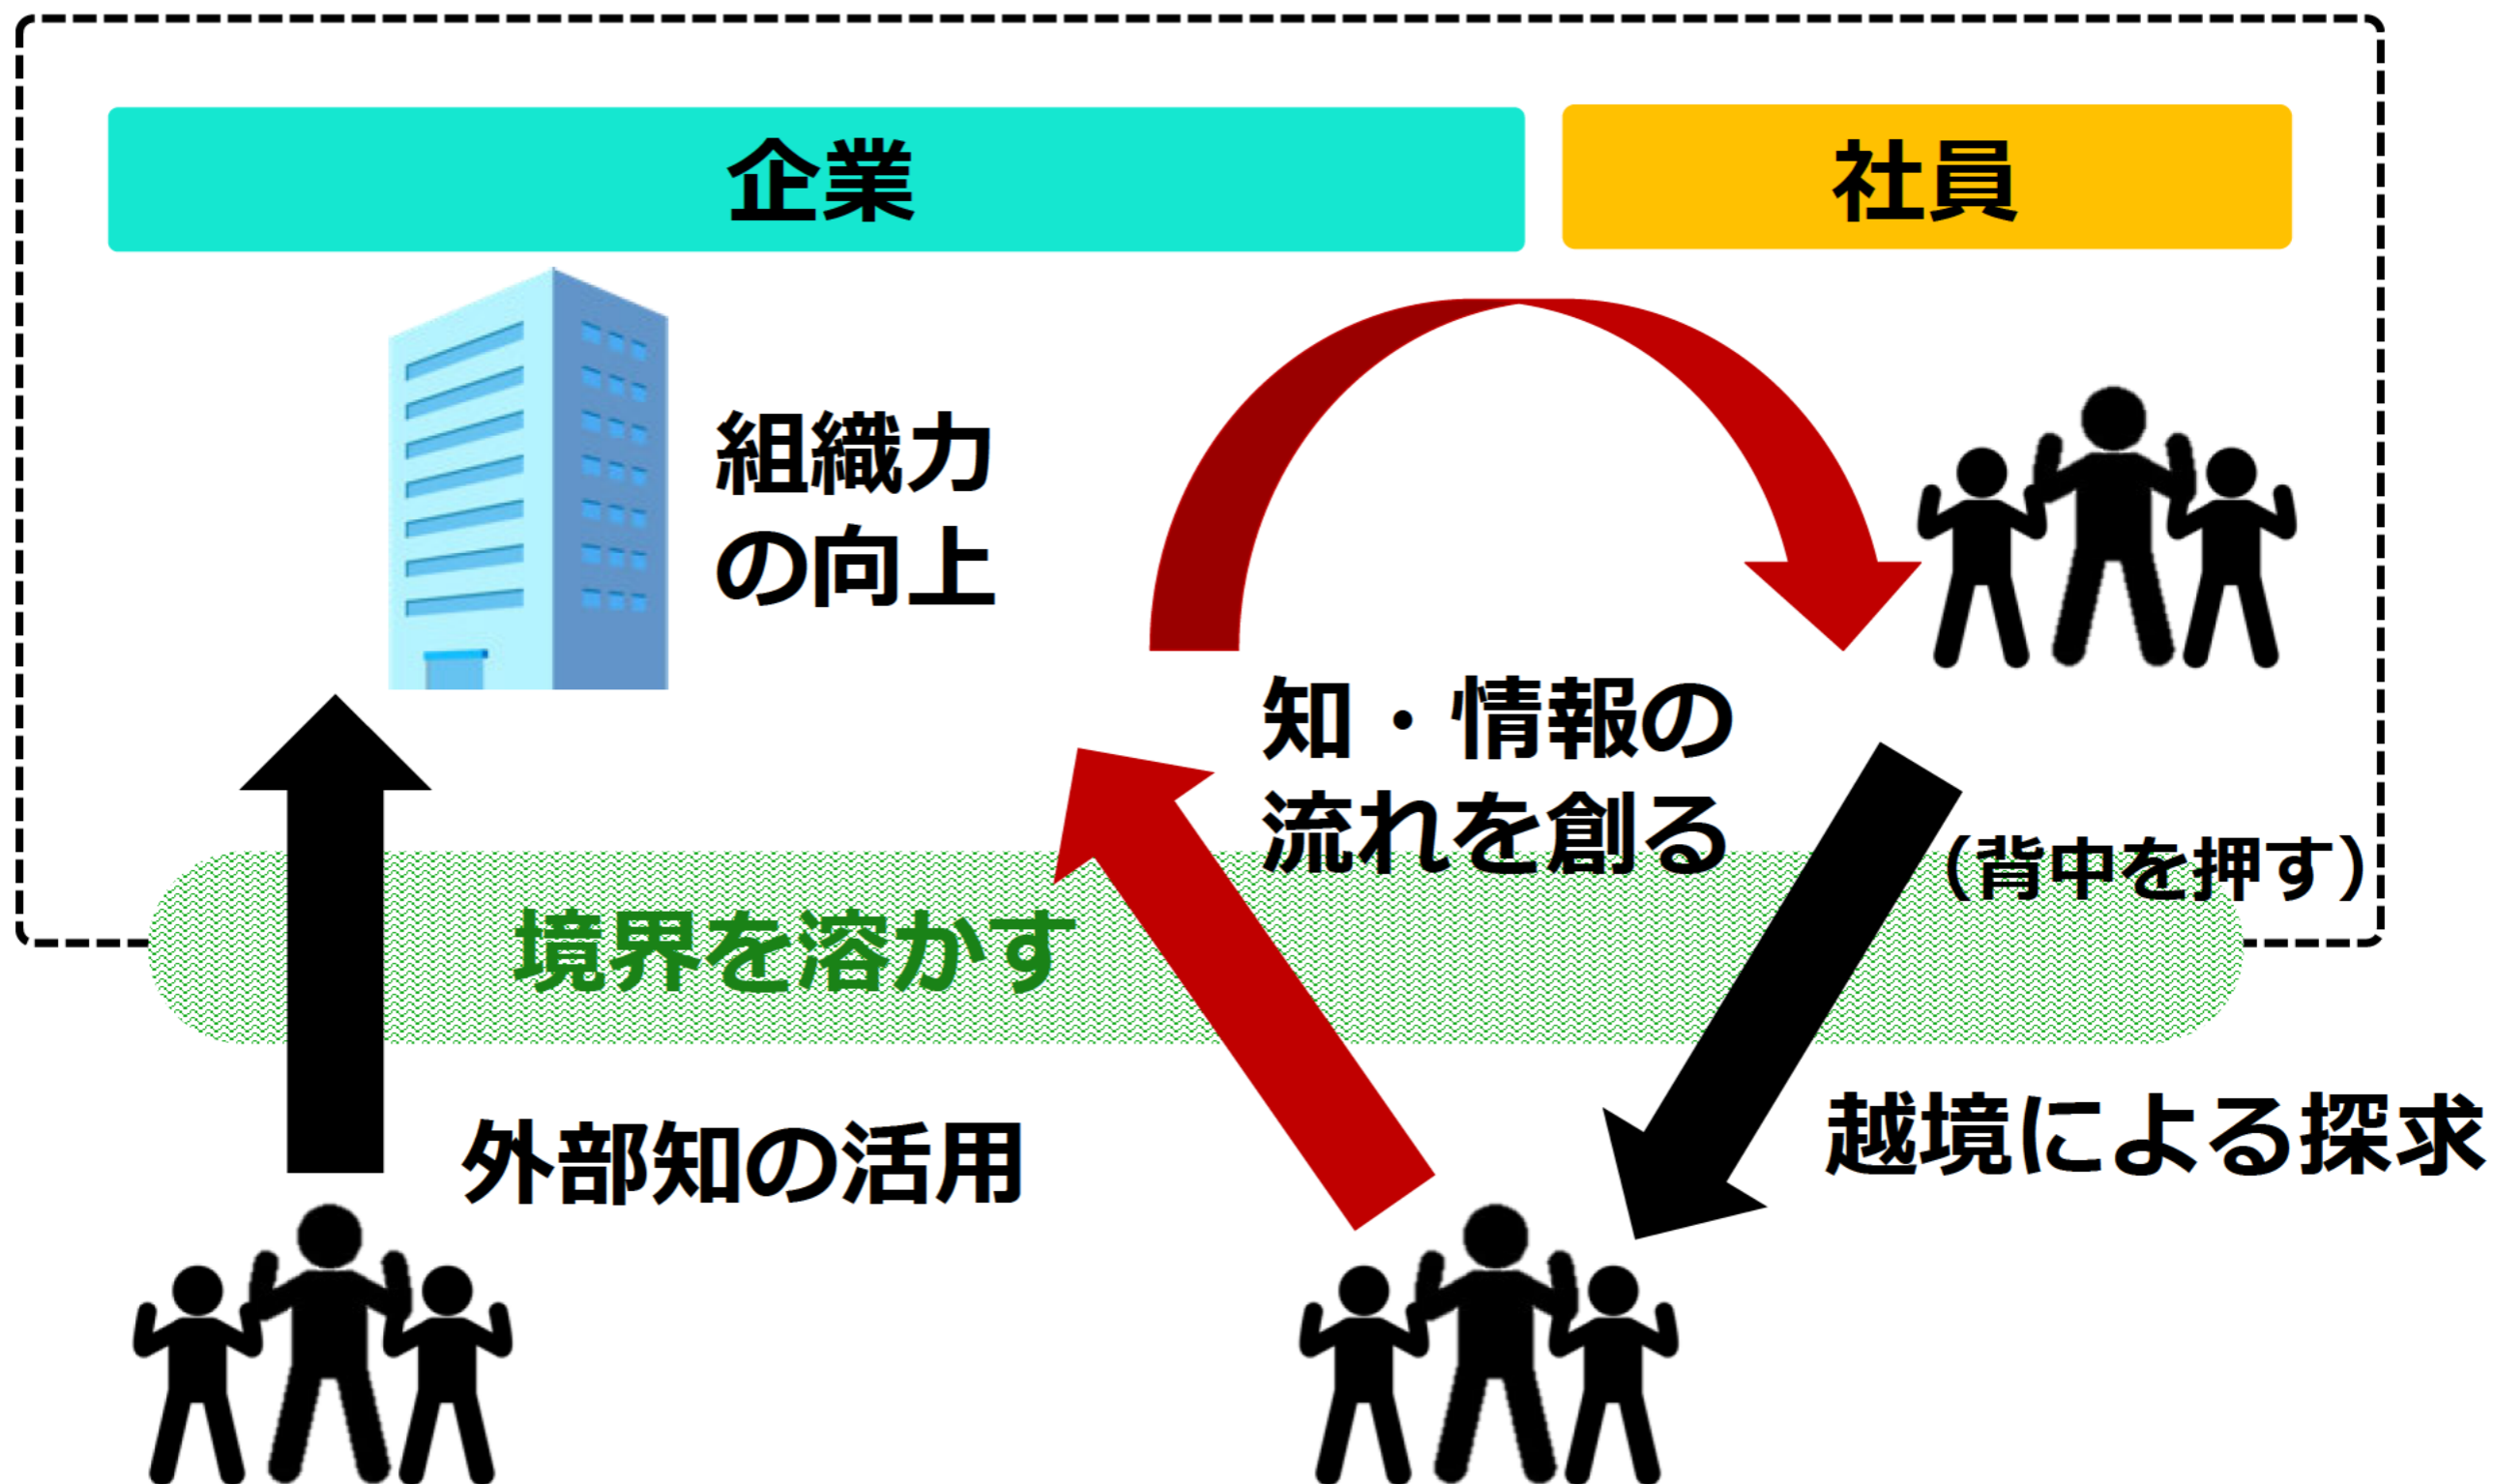 企業
社員
組織力
の向上
知・情報の
流れを創る
(背中を押す)
境界を溶かす
越境による探求
外部知の活用